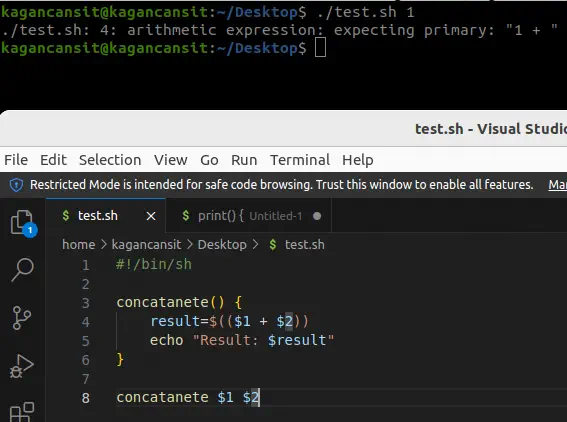 kagancansit@kagancansit:~/Desktop$ ./test.sh 1
./test.sh: 4: arithmetic expression: expecting primary: "1 + "
kagancansit@kagancansit:~/Desktop$
test.sh - Visual Studio
File Edit Selection View Go Run Terminal Help
Restricted Mode is intended for safe code browsing. Trust this window to enable all features.
$ test.sh $ print() { Untitled-1
1
home > kagancansit > Desktop > $ test.sh
1 #!/bin/sh
2
3 concatanete() {
4 result=$(($1 + $2))
5 echo "Result: $result"
6 }
7
8 concatanete $1 $2